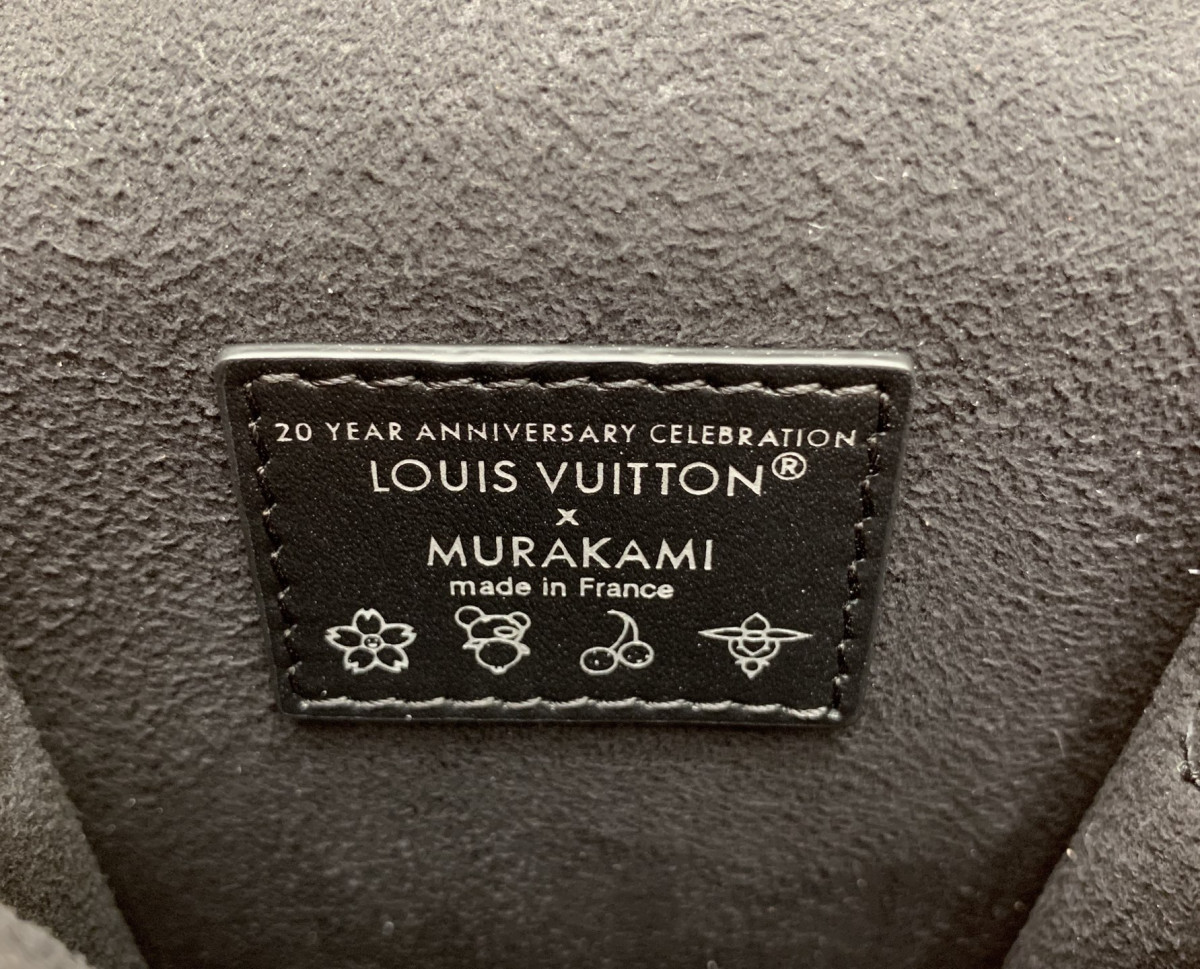 20 YEAR ANNIVERSARY CELEBRATION
LOUIS VUITTON®
x
MURAKAMI
made in France